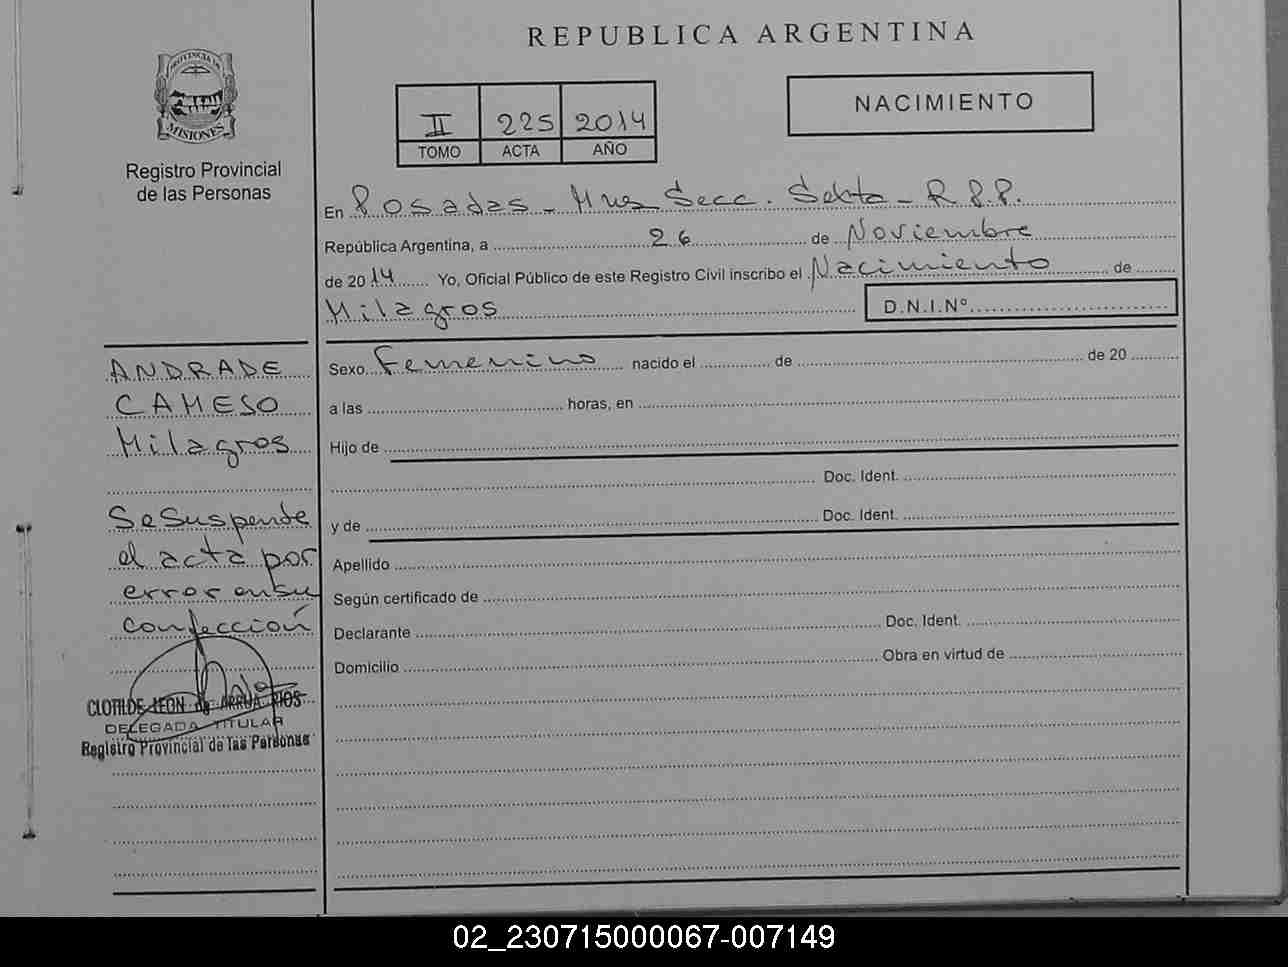 REPUBLICA ARGENTINA
PROVINCIA DE
MISIONES
Registro Provincial
de las Personas
II 225 2014
TOMO ACTA AÑO
NACIMIENTO
En Posadas - Mnes Secc. Sexta - R.P.P.
República Argentina, a 26 de Noviembre
de 2014 Yo, Oficial Público de este Registro Civil inscribo el Nacimiento de
Milagros D.N.I.Nº
ANDRADE
CAMESO
Milagros
Se Suspende
el acta por
error en su
confección
CLOTILDE LEON de ARRUA RIOS
DELEGADA TITULAR
Registro Provincial de las Personas
Sexo Femenino nacido el de de 20
a las horas, en
Hijo de
Doc. Ident.
y de Doc. Ident.
Apellido
Según certificado de
Declarante Doc. Ident.
Domicilio Obra en virtud de
02_230715000067-007149